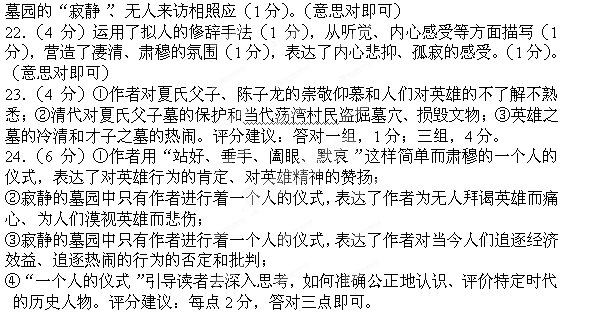 墓园的“寂静”、无人来访相照应（1分）。（意思对即可）
22.（4 分）运用了拟人的修辞手法（1 分），从听觉、内心感受等方面描写（1
分），营造了凄清、肃穆的氛围（1 分），表达了内心悲抑、孤寂的感受。（1分）。
（意思对即可）
23.（4 分）①作者对夏氏父子、陈子龙的崇敬仰慕和人们对英雄的不了解不熟
悉；②清代对夏氏父子墓的保护和当代荡湾村民盗掘墓穴、损毁文物；③英雄之
墓的冷清和才子之墓的热闹。评分建议：答对一组，1分；三组，4分。
24.（6 分）①作者用“站好、垂手、阖眼、默哀”这样简单而肃穆的一个人的
仪式，表达了对英雄行为的肯定、对英雄精神的赞扬；
②寂静的墓园中只有作者进行着一个人的仪式，表达了作者为无人拜谒英雄而痛
心、为人们漠视英雄而悲伤；
③寂静的墓园中只有作者进行着一个人的仪式，表达了作者对当今人们追逐经济
效益、追逐热闹的行为的否定和批判；
④“一个人的仪式”引导读者去深入思考，如何准确公正地认识、评价特定时代
的历史人物。评分建议：每点2分，答对三点即可。